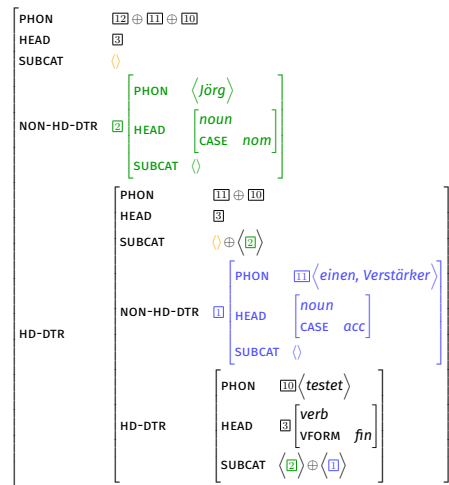 PHON 12 ⊕ 11 ⊕ 10
HEAD 3
SUBCAT ⟨⟩
NON-HD-DTR 2
PHON ⟨Jörg⟩
HEAD noun
CASE nom
SUBCAT ⟨⟩
HD-DTR
PHON 11 ⊕ 10
HEAD 3
SUBCAT ⟨⟩ ⊕ ⟨2⟩
NON-HD-DTR 1
PHON 11 ⟨einen, Verstärker⟩
HEAD noun
CASE acc
SUBCAT ⟨⟩
HD-DTR
PHON 10 ⟨testet⟩
HEAD 3 verb
VFORM fin
SUBCAT ⟨2⟩ ⊕ ⟨1⟩